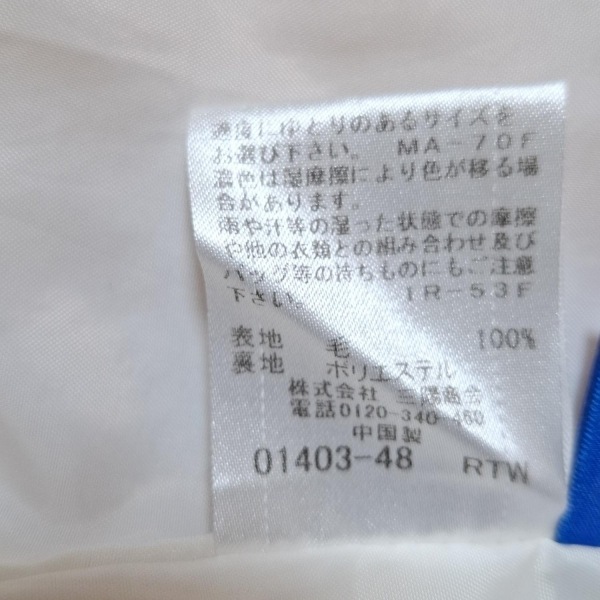 適度にゆとりのあるサイズを
お選び下さい。 MA-70F
濃色は湿摩擦により色が移る場
合があります。
雨や汗等の湿った状態での摩擦
や他の衣類との組み合わせ及び
バッグ等の持ちものにもご注意
下さい。 IR-53F
表地 毛 100%
裏地 ポリエステル
株式会社 三陽商会
電話0120-340-460
中国製
01403-48 RTW